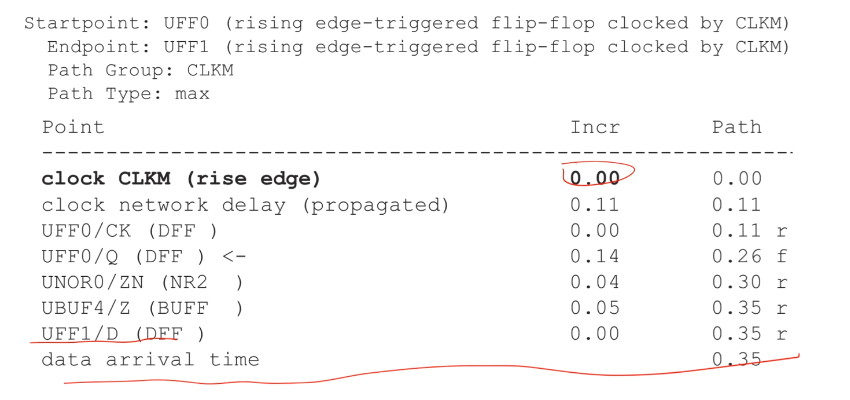 Startpoint: UFF0 (rising edge-triggered flip-flop clocked by CLKM)
Endpoint: UFF1 (rising edge-triggered flip-flop clocked by CLKM)
Path Group: CLKM
Path Type: max
Point Incr Path
clock CLKM (rise edge) 0.00 0.00
clock network delay (propagated) 0.11 0.11
UFF0/CK (DFF ) 0.00 0.11 r
UFF0/Q (DFF ) <- 0.14 0.26 f
UNOR0/ZN (NR2 ) 0.04 0.30 r
UBUF4/Z (BUFF ) 0.05 0.35 r
UFF1/D (DFF ) 0.00 0.35 r
data arrival time 0.35